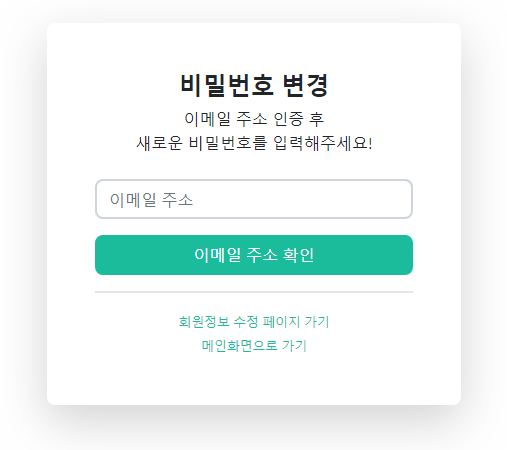 비밀번호 변경
이메일 주소 인증 후
새로운 비밀번호를 입력해주세요!
이메일 주소
이메일 주소 확인
회원정보 수정 페이지 가기
메인화면으로 가기